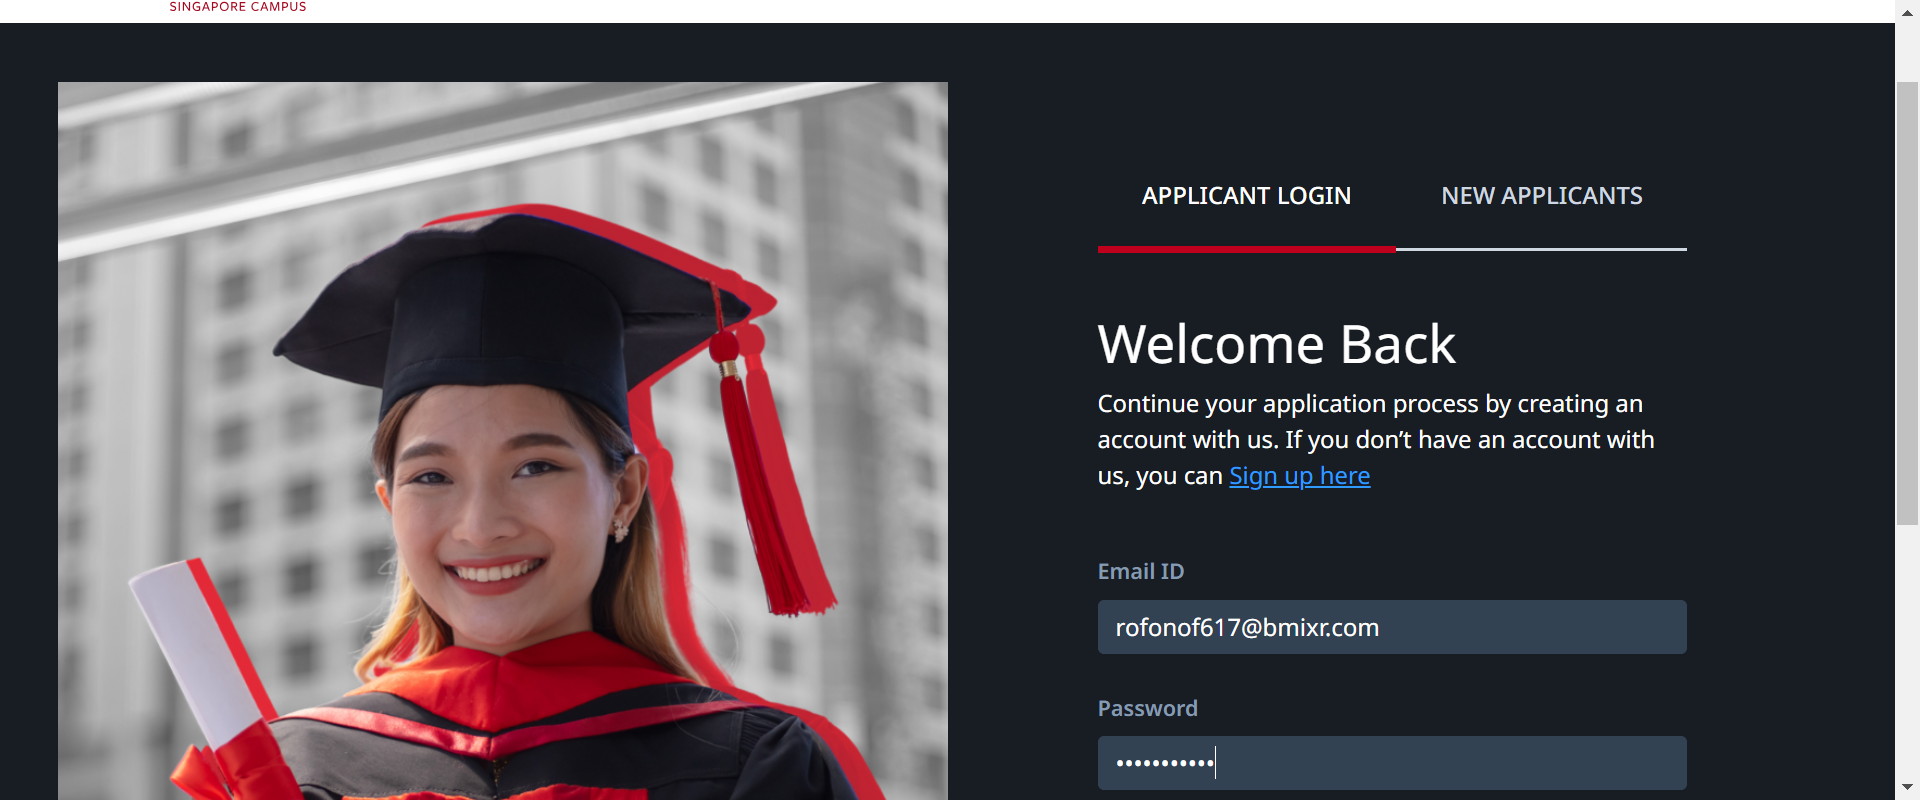 SINGAPORE CAMPUS
APPLICANT LOGIN
NEW APPLICANTS
Welcome Back
Continue your application process by creating an
account with us. If you don’t have an account with
us, you can Sign up here
Email ID
rofonof617@bmixr.com
Password
•••••••••••